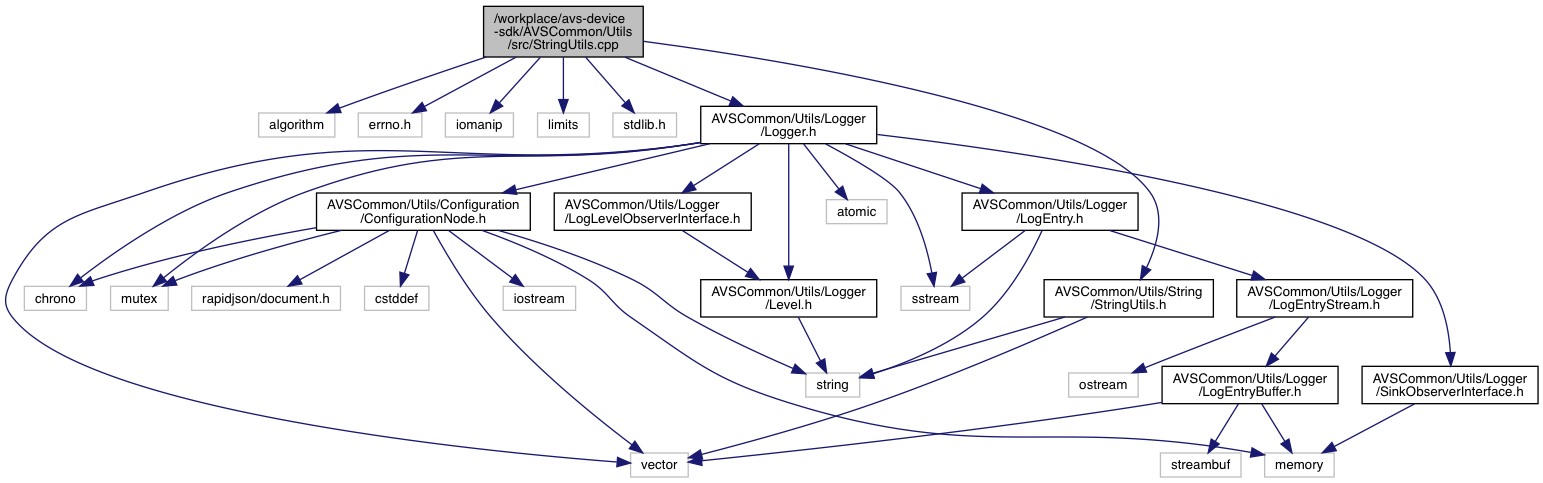 /workplace/avs-device
-sdk/AVSCommon/Utils
/src/StringUtils.cpp
algorithm
errno.h
iomanip
limits
stdlib.h
AVSCommon/Utils/Logger
/Logger.h
AVSCommon/Utils/Configuration
/ConfigurationNode.h
AVSCommon/Utils/Logger
/LogLevelObserverInterface.h
atomic
AVSCommon/Utils/Logger
/LogEntry.h
chrono
mutex
rapidjson/document.h
cstddef
iostream
AVSCommon/Utils/Logger
/Level.h
sstream
AVSCommon/Utils/String
/StringUtils.h
AVSCommon/Utils/Logger
/LogEntryStream.h
string
ostream
AVSCommon/Utils/Logger
/LogEntryBuffer.h
AVSCommon/Utils/Logger
/SinkObserverInterface.h
vector
streambuf
memory